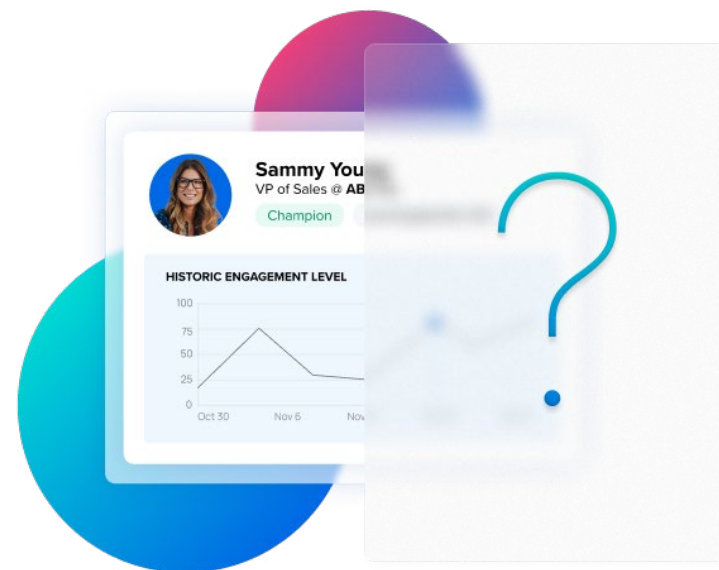 Sammy You
VP of Sales @ AB
Champion
HISTORIC ENGAGEMENT LEVEL
100
75
50
25
0
Oct 30 Nov 6 Nov
?